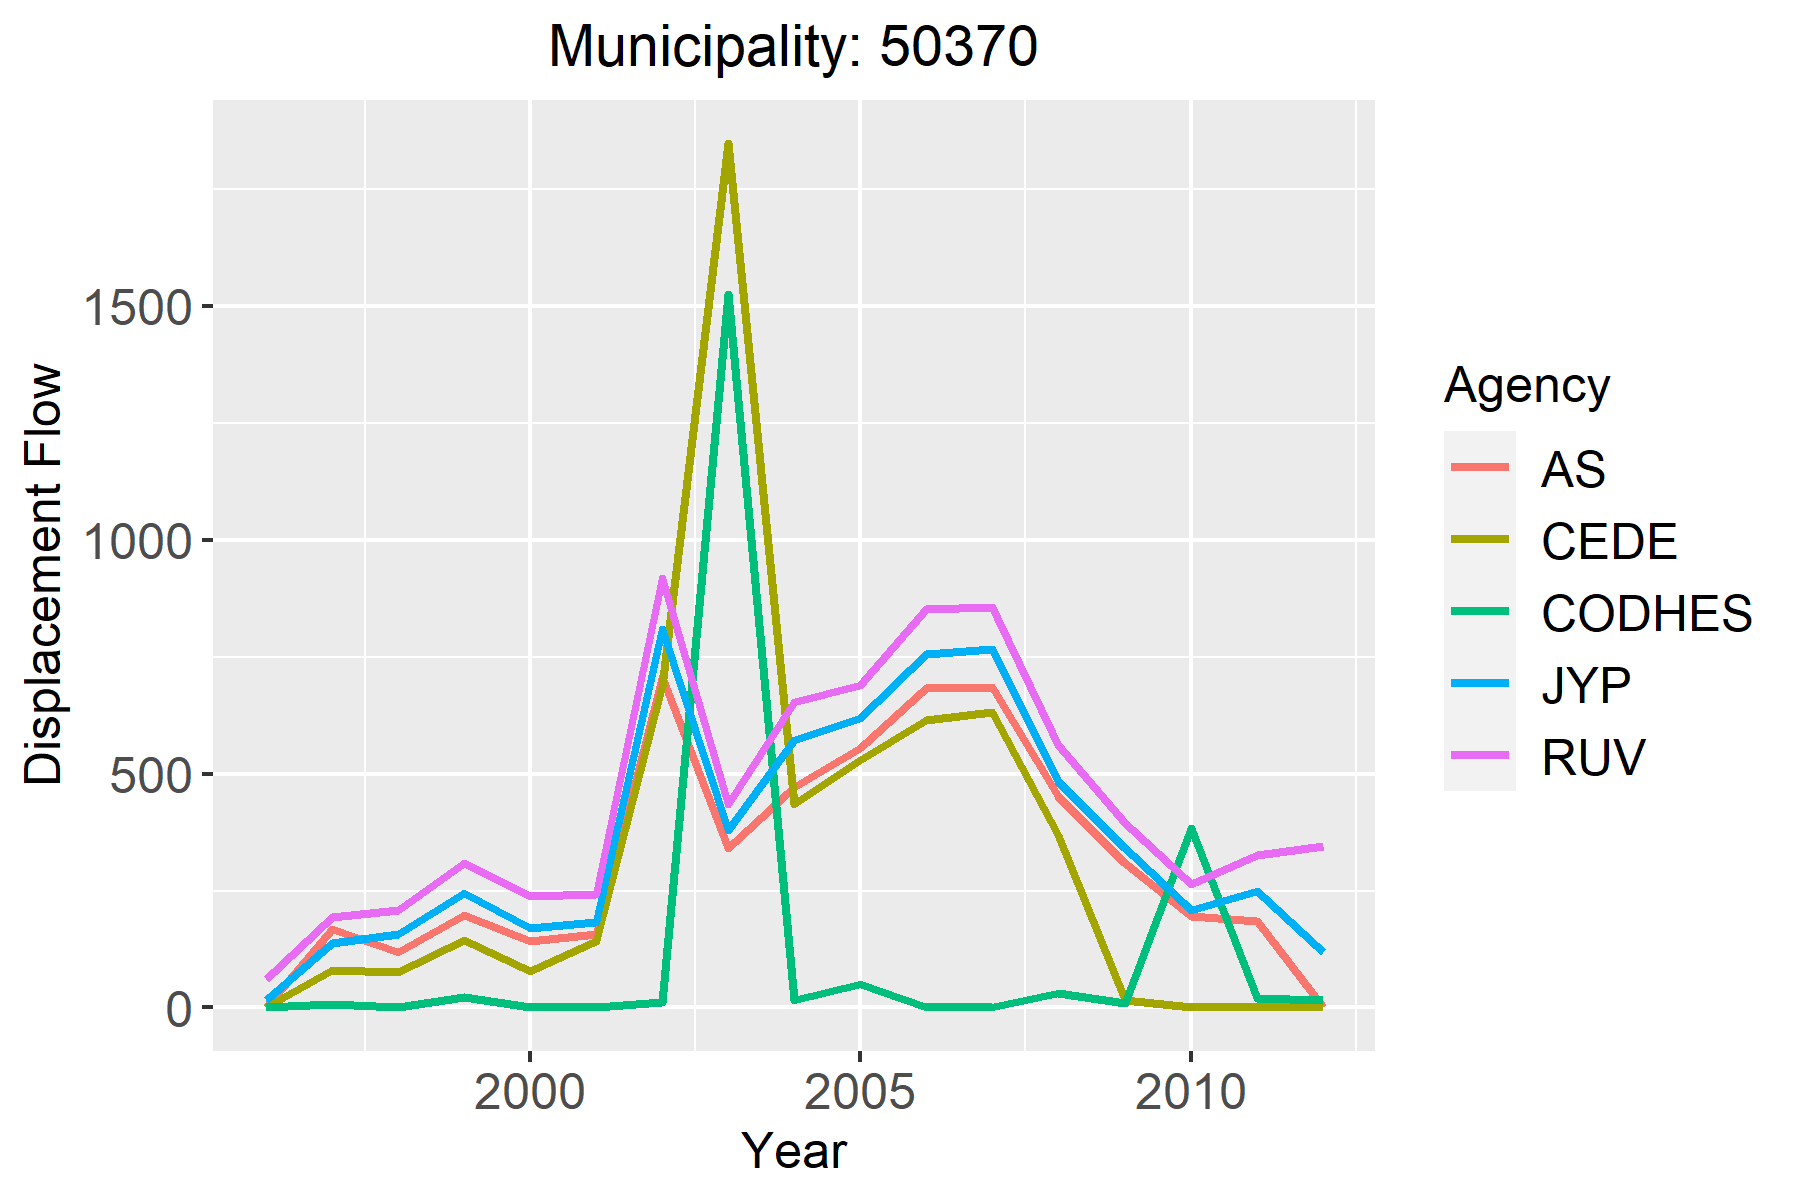 Municipality: 50370
Displacement Flow
1500
1000
500
0
2000
2005
2010
Year
Agency
AS
CEDE
CODHES
JYP
RUV